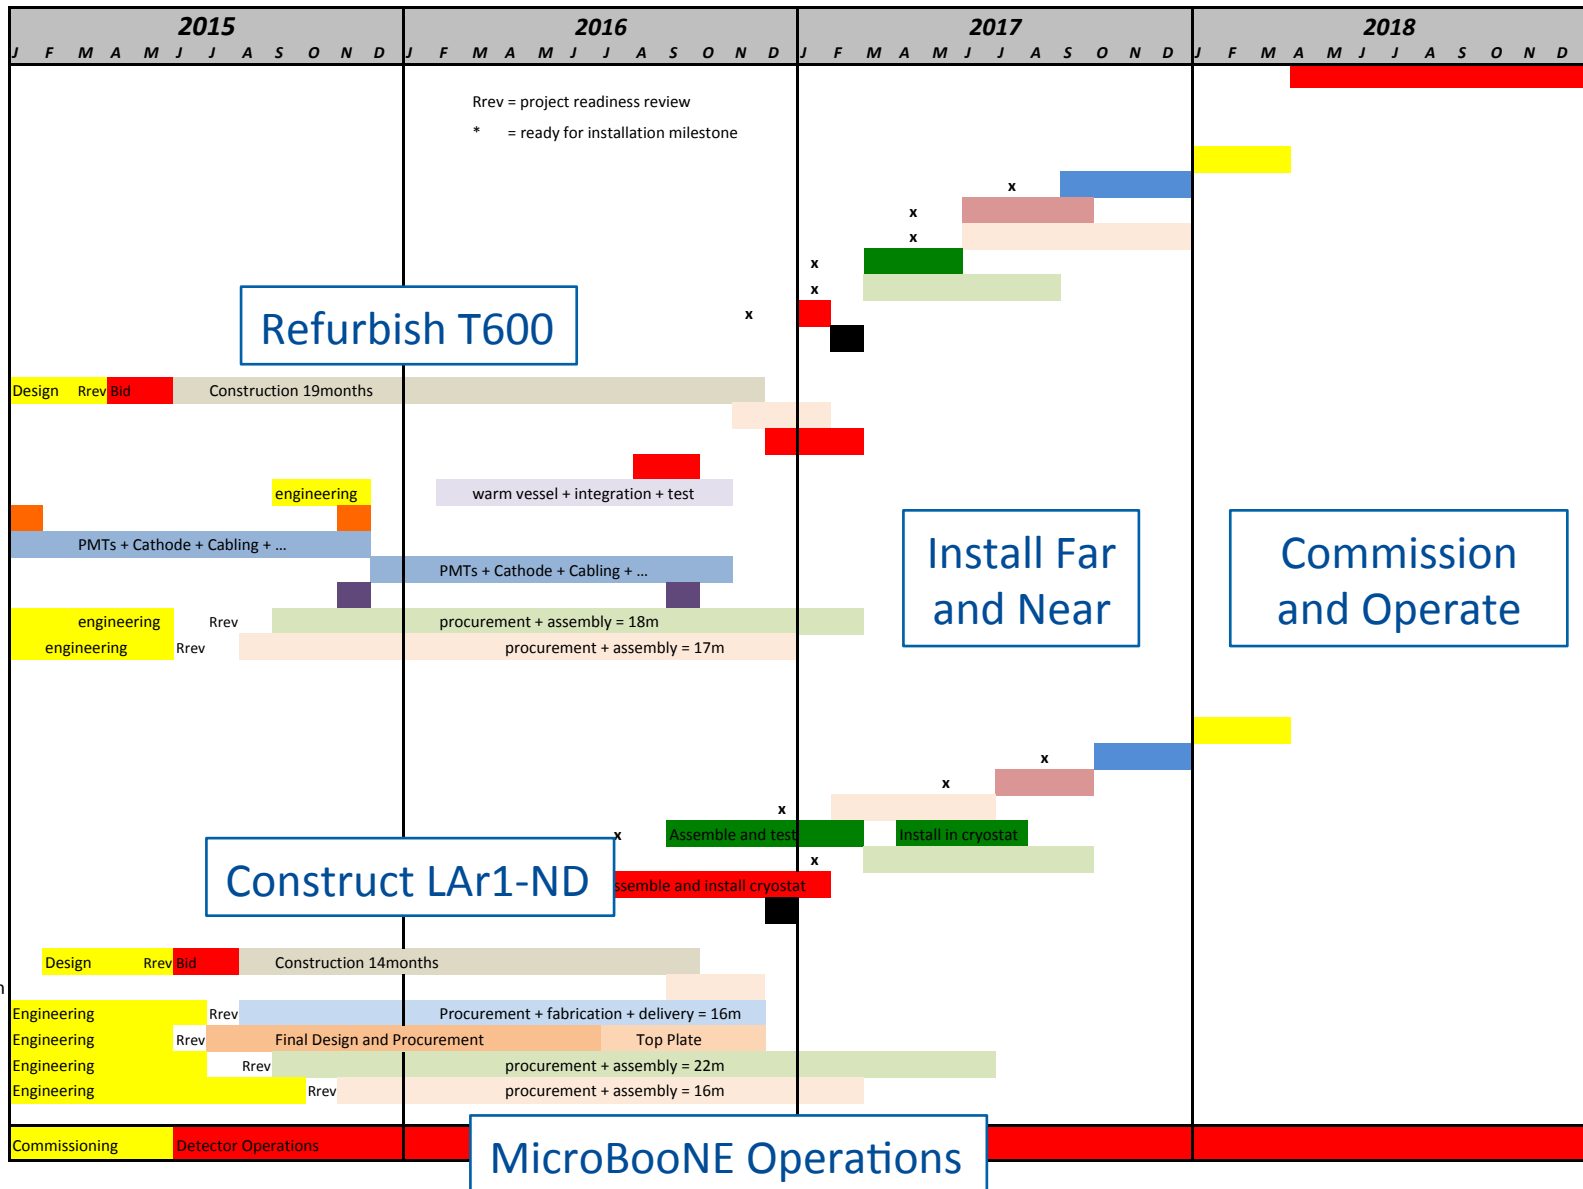 2015 2016 2017 2018
J F M A M J J A S O N D J F M A M J J A S O N D J F M A M J J A S O N D J F M A M J J A S O N D
Rrev = project readiness review
* = ready for installation milestone
x
x
x
x
x
x
Refurbish T600
Design Rrev Bid Construction 19months
engineering warm vessel + integration + test
PMTs + Cathode + Cabling + ...
PMTs + Cathode + Cabling + ...
Install Far
and Near
Commission
and Operate
engineering Rrev procurement + assembly = 18m
engineering Rrev procurement + assembly = 17m
x
x
x
x Assemble and test Install in cryostat
x
Construct LAr1-ND
ssemble and install cryostat
Design Rrev Bid Construction 14months
n
Engineering Rrev Procurement + fabrication + delivery = 16m
Engineering Rrev Final Design and Procurement Top Plate
Engineering Rrev procurement + assembly = 22m
Engineering Rrev procurement + assembly = 16m
Commissioning Detector Operations
MicroBooNE Operations